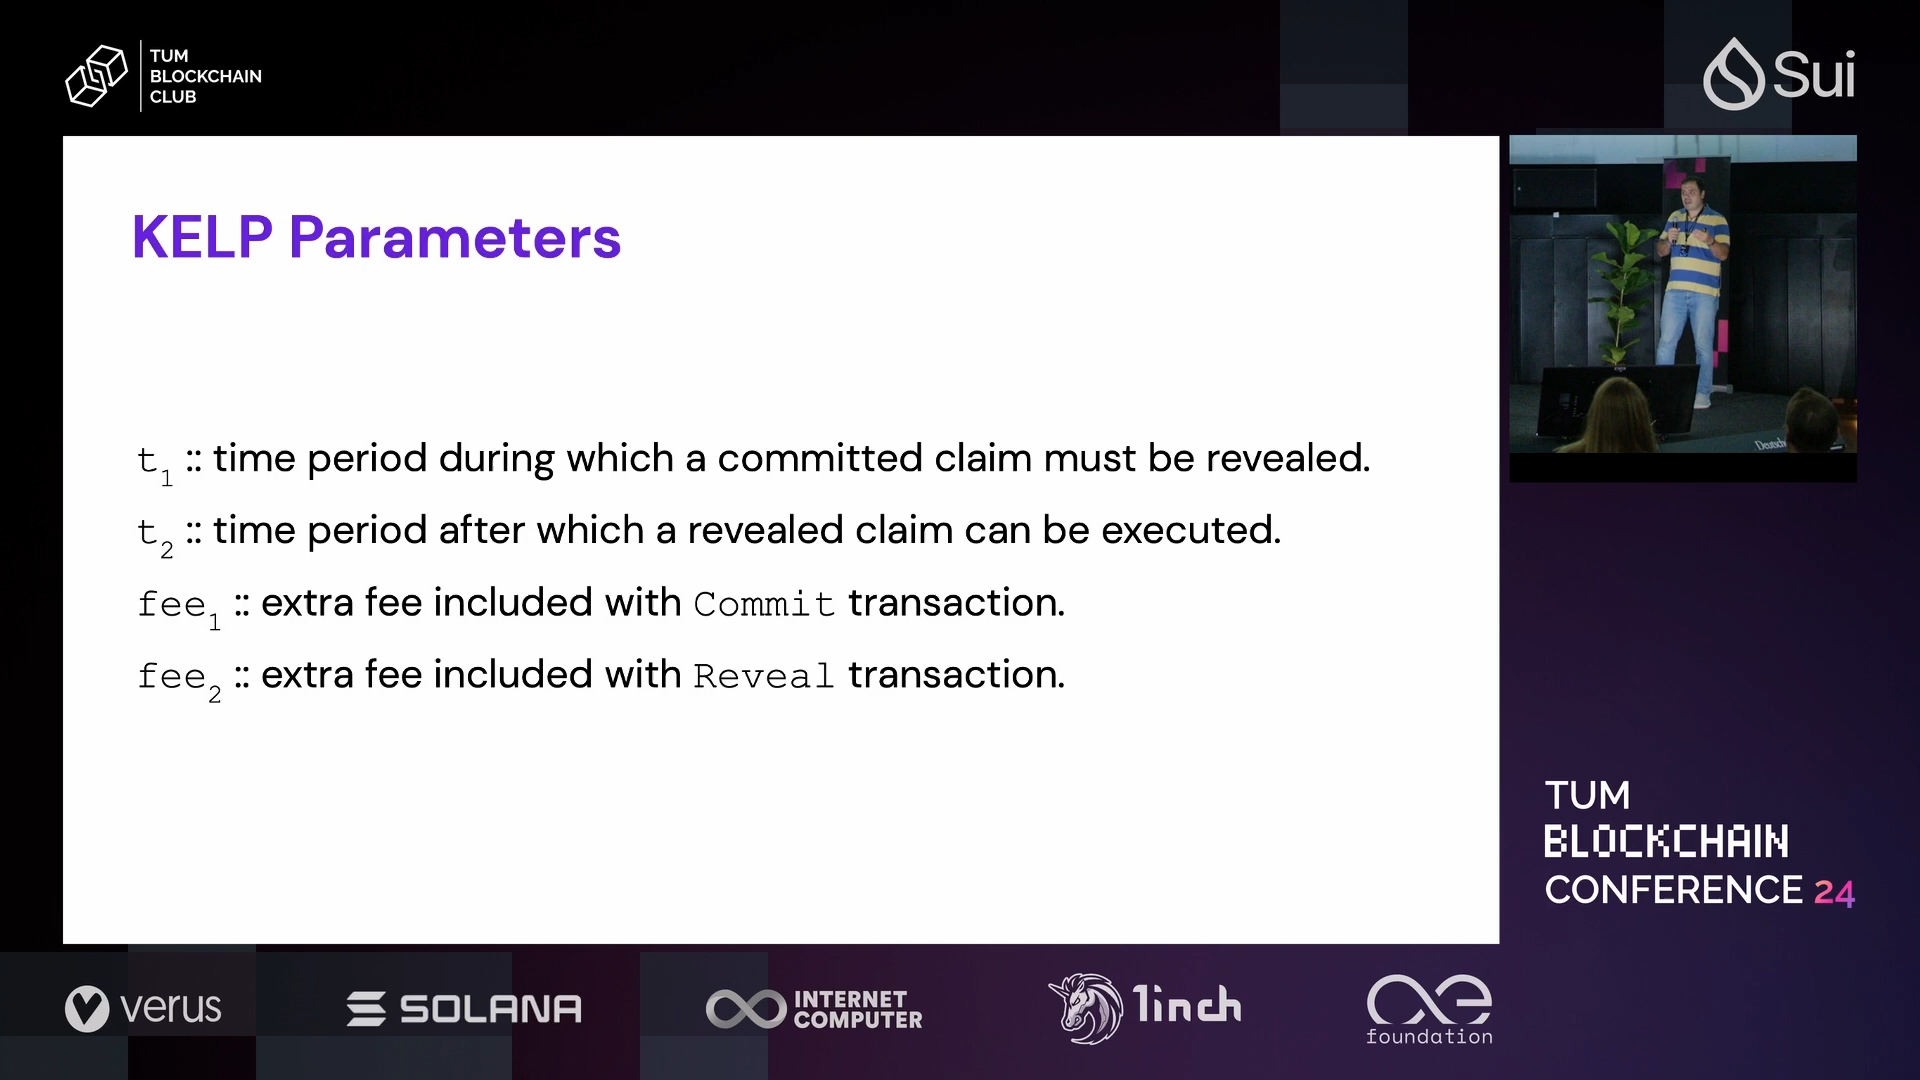 TUM
BLOCKCHAIN
CLUB
Sui
KELP Parameters
t1 :: time period during which a committed claim must be revealed.
t2 :: time period after which a revealed claim can be executed.
fee1 :: extra fee included with Commit transaction.
fee2 :: extra fee included with Reveal transaction.
Deutsche
TUM
BLOCKCHAIN
CONFERENCE 24
verus
SOLANA
INTERNET
COMPUTER
1inch
ae
foundation